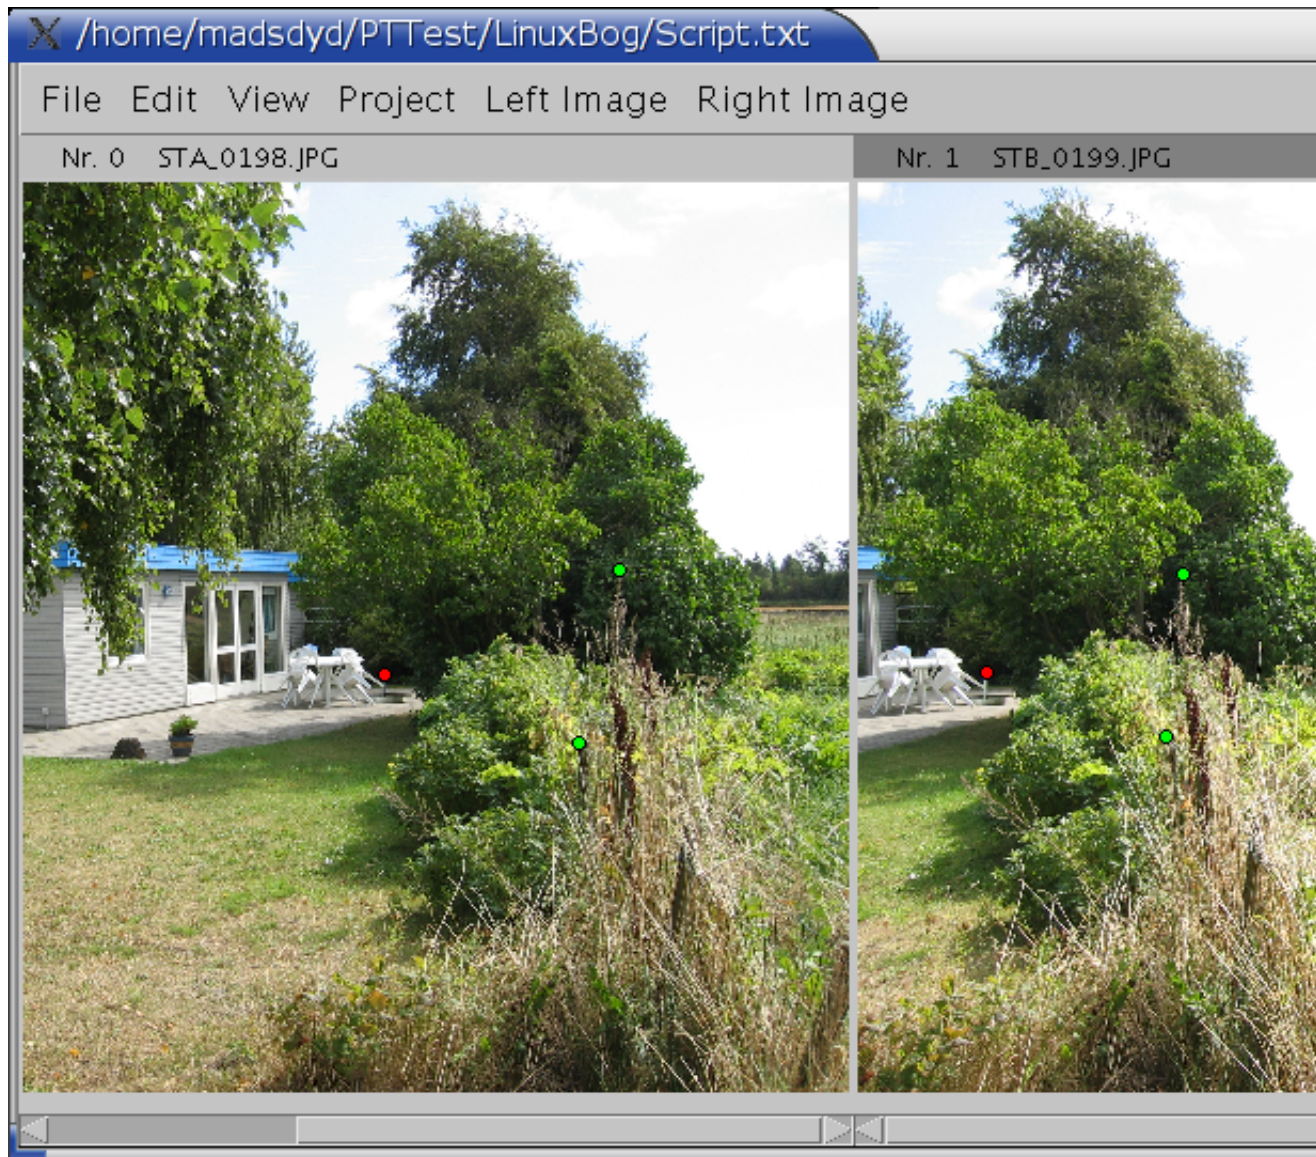 /home/madsdyd/PTTest/LinuxBog/Script.txt
File Edit View Project Left Image Right Image
Nr. 0 STA_0198.JPG
Nr. 1 STB_0199.JPG